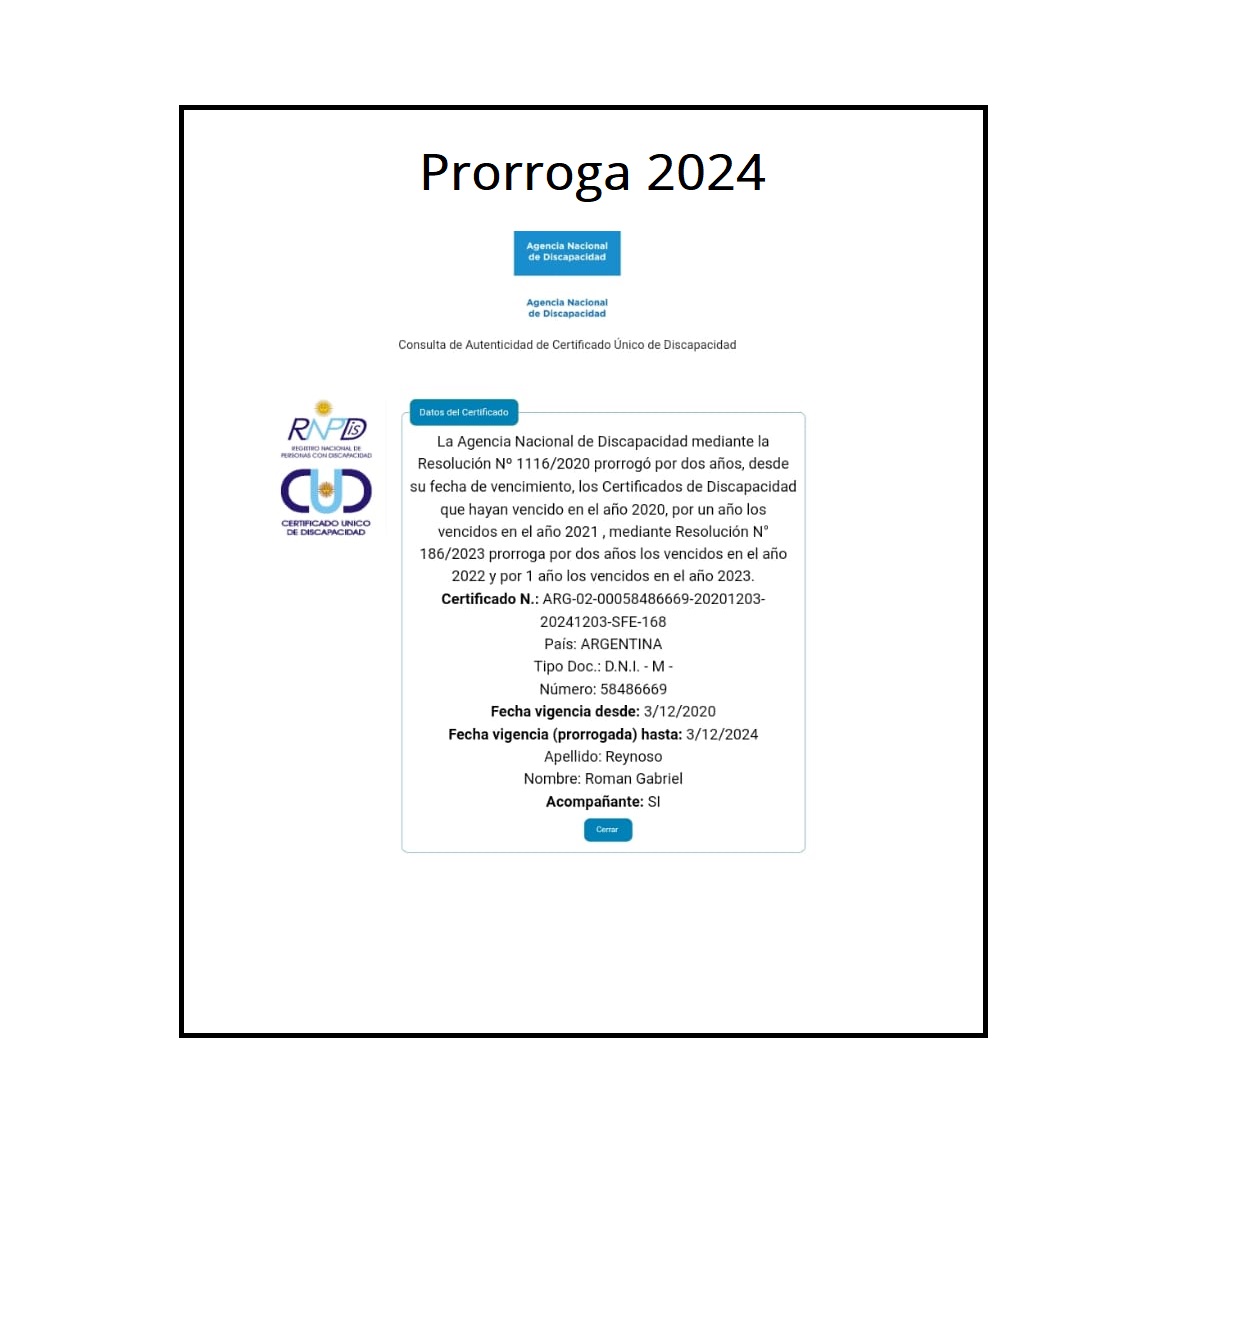 Prorroga 2024
Agencia Nacional
de Discapacidad
Agencia Nacional
de Discapacidad
Consulta de Autenticidad de Certificado Único de Discapacidad
RNPDis
REGISTRO NACIONAL DE
PERSONAS CON DISCAPACIDAD
CUD
CERTIFICADO UNICO
DE DISCAPACIDAD
Datos del Certificado
La Agencia Nacional de Discapacidad mediante la
Resolución Nº 1116/2020 prorrogó por dos años, desde
su fecha de vencimiento, los Certificados de Discapacidad
que hayan vencido en el año 2020, por un año los
vencidos en el año 2021 , mediante Resolución N°
186/2023 prorroga por dos años los vencidos en el año
2022 y por 1 año los vencidos en el año 2023.
Certificado N.: ARG-02-00058486669-20201203-
20241203-SFE-168
País: ARGENTINA
Tipo Doc.: D.N.I. - M -
Número: 58486669
Fecha vigencia desde: 3/12/2020
Fecha vigencia (prorrogada) hasta: 3/12/2024
Apellido: Reynoso
Nombre: Roman Gabriel
Acompañante: SI
Cerrar